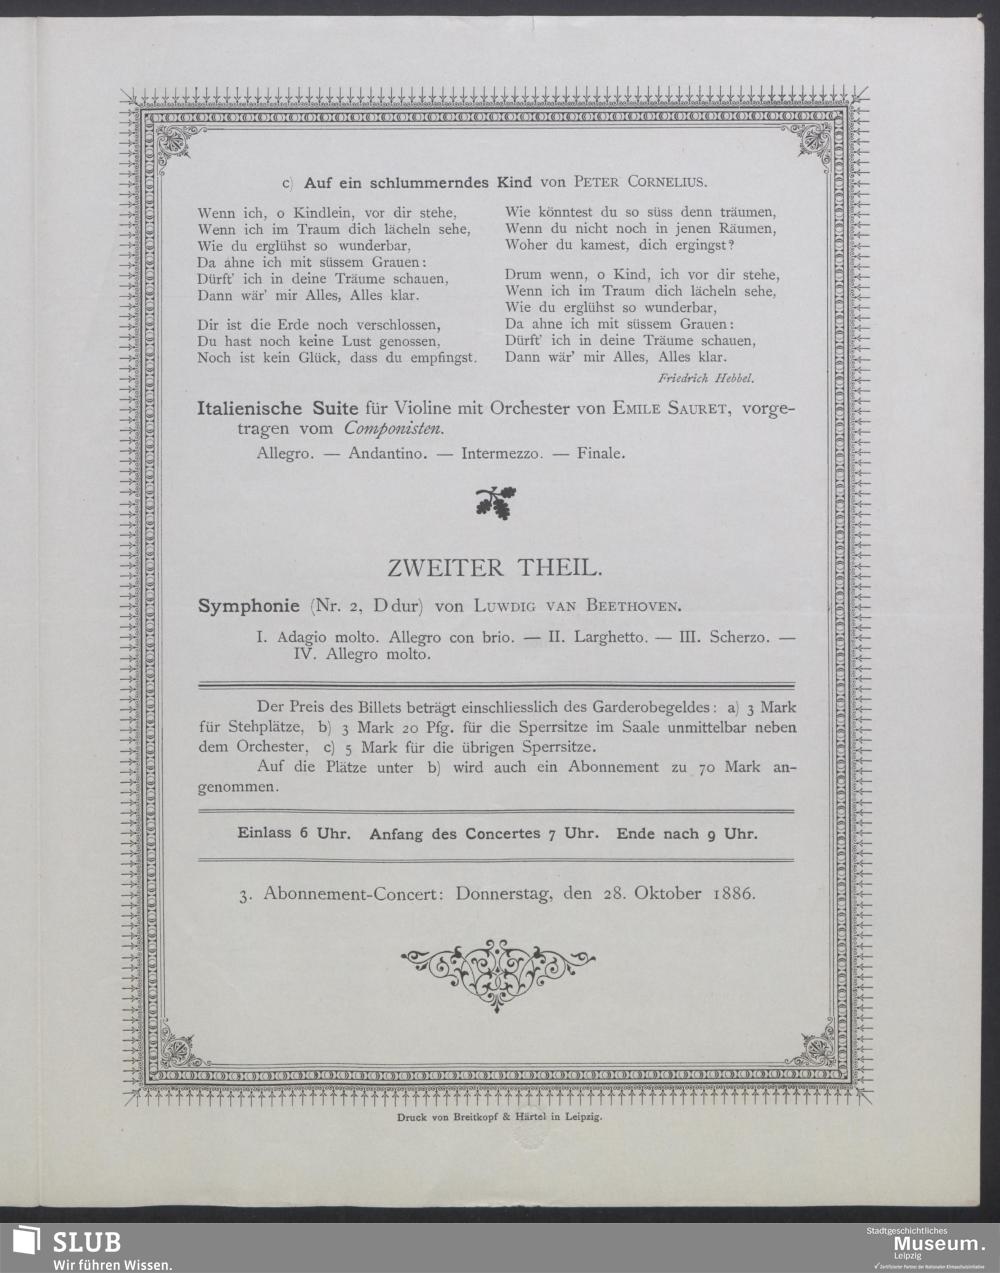 c) Auf ein schlummerndes Kind von PETER CORNELIUS.
Wenn ich, o Kindlein, vor dir stehe,
Wenn ich im Traum dich lächeln sehe,
Wie du erglühst so wunderbar,
Da ahne ich mit süssem Grauen:
Dürft' ich in deine Träume schauen,
Dann wär' mir Alles, Alles klar.
Dir ist die Erde noch verschlossen,
Du hast noch keine Lust genossen,
Noch ist kein Glück, dass du empfingst.
Wie könntest du so süss denn träumen,
Wenn du nicht noch in jenen Räumen,
Woher du kamest, dich ergingst?
Drum wenn, o Kind, ich vor dir stehe,
Wenn ich im Traum dich lächeln sehe,
Wie du erglühst so wunderbar,
Da ahne ich mit süssem Grauen:
Dürft' ich in deine Träume schauen,
Dann wär' mir Alles, Alles klar.
Friedrich Hebbel.
Italienische Suite für Violine mit Orchester von EMILE SAURET, vorge-
tragen vom Componisten.
Allegro. — Andantino. — Intermezzo. — Finale.
ZWEITER THEIL.
Symphonie (Nr. 2, Ddur) von LUWDIG VAN BEETHOVEN.
I. Adagio molto. Allegro con brio. — II. Larghetto. — III. Scherzo. —
IV. Allegro molto.
Der Preis des Billets beträgt einschliesslich des Garderobegeldes: a) 3 Mark
für Stehplätze, b) 3 Mark 20 Pfg. für die Sperrsitze im Saale unmittelbar neben
dem Orchester, c) 5 Mark für die übrigen Sperrsitze.
Auf die Plätze unter b) wird auch ein Abonnement zu 70 Mark an-
genommen.
Einlass 6 Uhr. Anfang des Concertes 7 Uhr. Ende nach 9 Uhr.
3. Abonnement-Concert: Donnerstag, den 28. Oktober 1886.
Druck von Breitkopf & Härtel in Leipzig.
SLUB
Wir führen Wissen.
Stadtgeschichtliches
Museum.
Leipzig
Zertifizierter Partner der Nationalen Klimaschutzinitiative